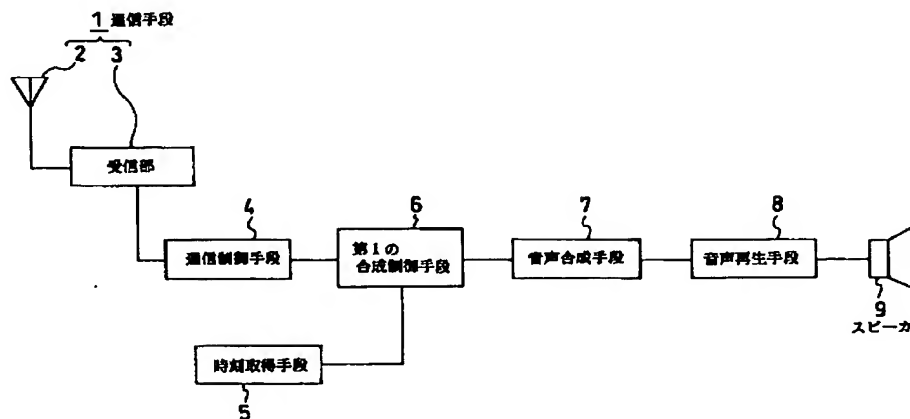 1 通信手段
2 3
受信部
4
通信制御手段
6
第1の
合成制御手段
7
音声合成手段
8
音声再生手段
9
スピーカ
時刻取得手段
5